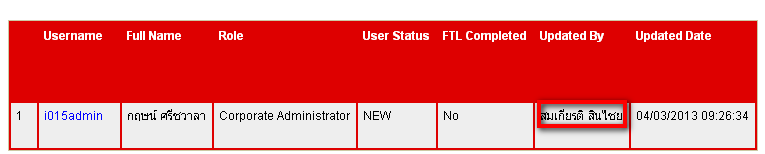 Username Full Name Role User Status FTL Completed Updated By Updated Date
1 i015admin กฤษน์ ศรีชวาลา Corporate Administrator NEW No สมเกียรติ สินไชย 04/03/2013 09:26:34